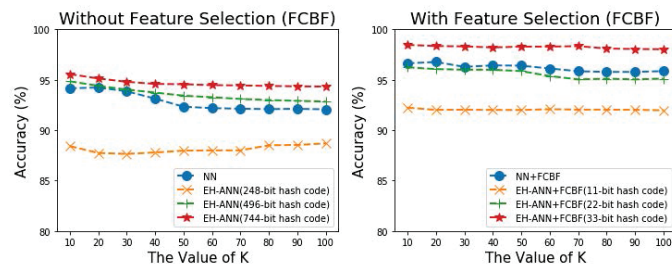 Without Feature Selection (FCBF)
100
95
90
85
80
Accuracy (%)
NN
EH-ANN(248-bit hash code)
EH-ANN(496-bit hash code)
EH-ANN(744-bit hash code)
10 20 30 40 50 60 70 80 90 100
The Value of K
With Feature Selection (FCBF)
100
95
90
85
80
Accuracy (%)
NN+FCBF
EH-ANN+FCBF(11-bit hash code)
EH-ANN+FCBF(22-bit hash code)
EH-ANN+FCBF(33-bit hash code)
10 20 30 40 50 60 70 80 90 100
The Value of K